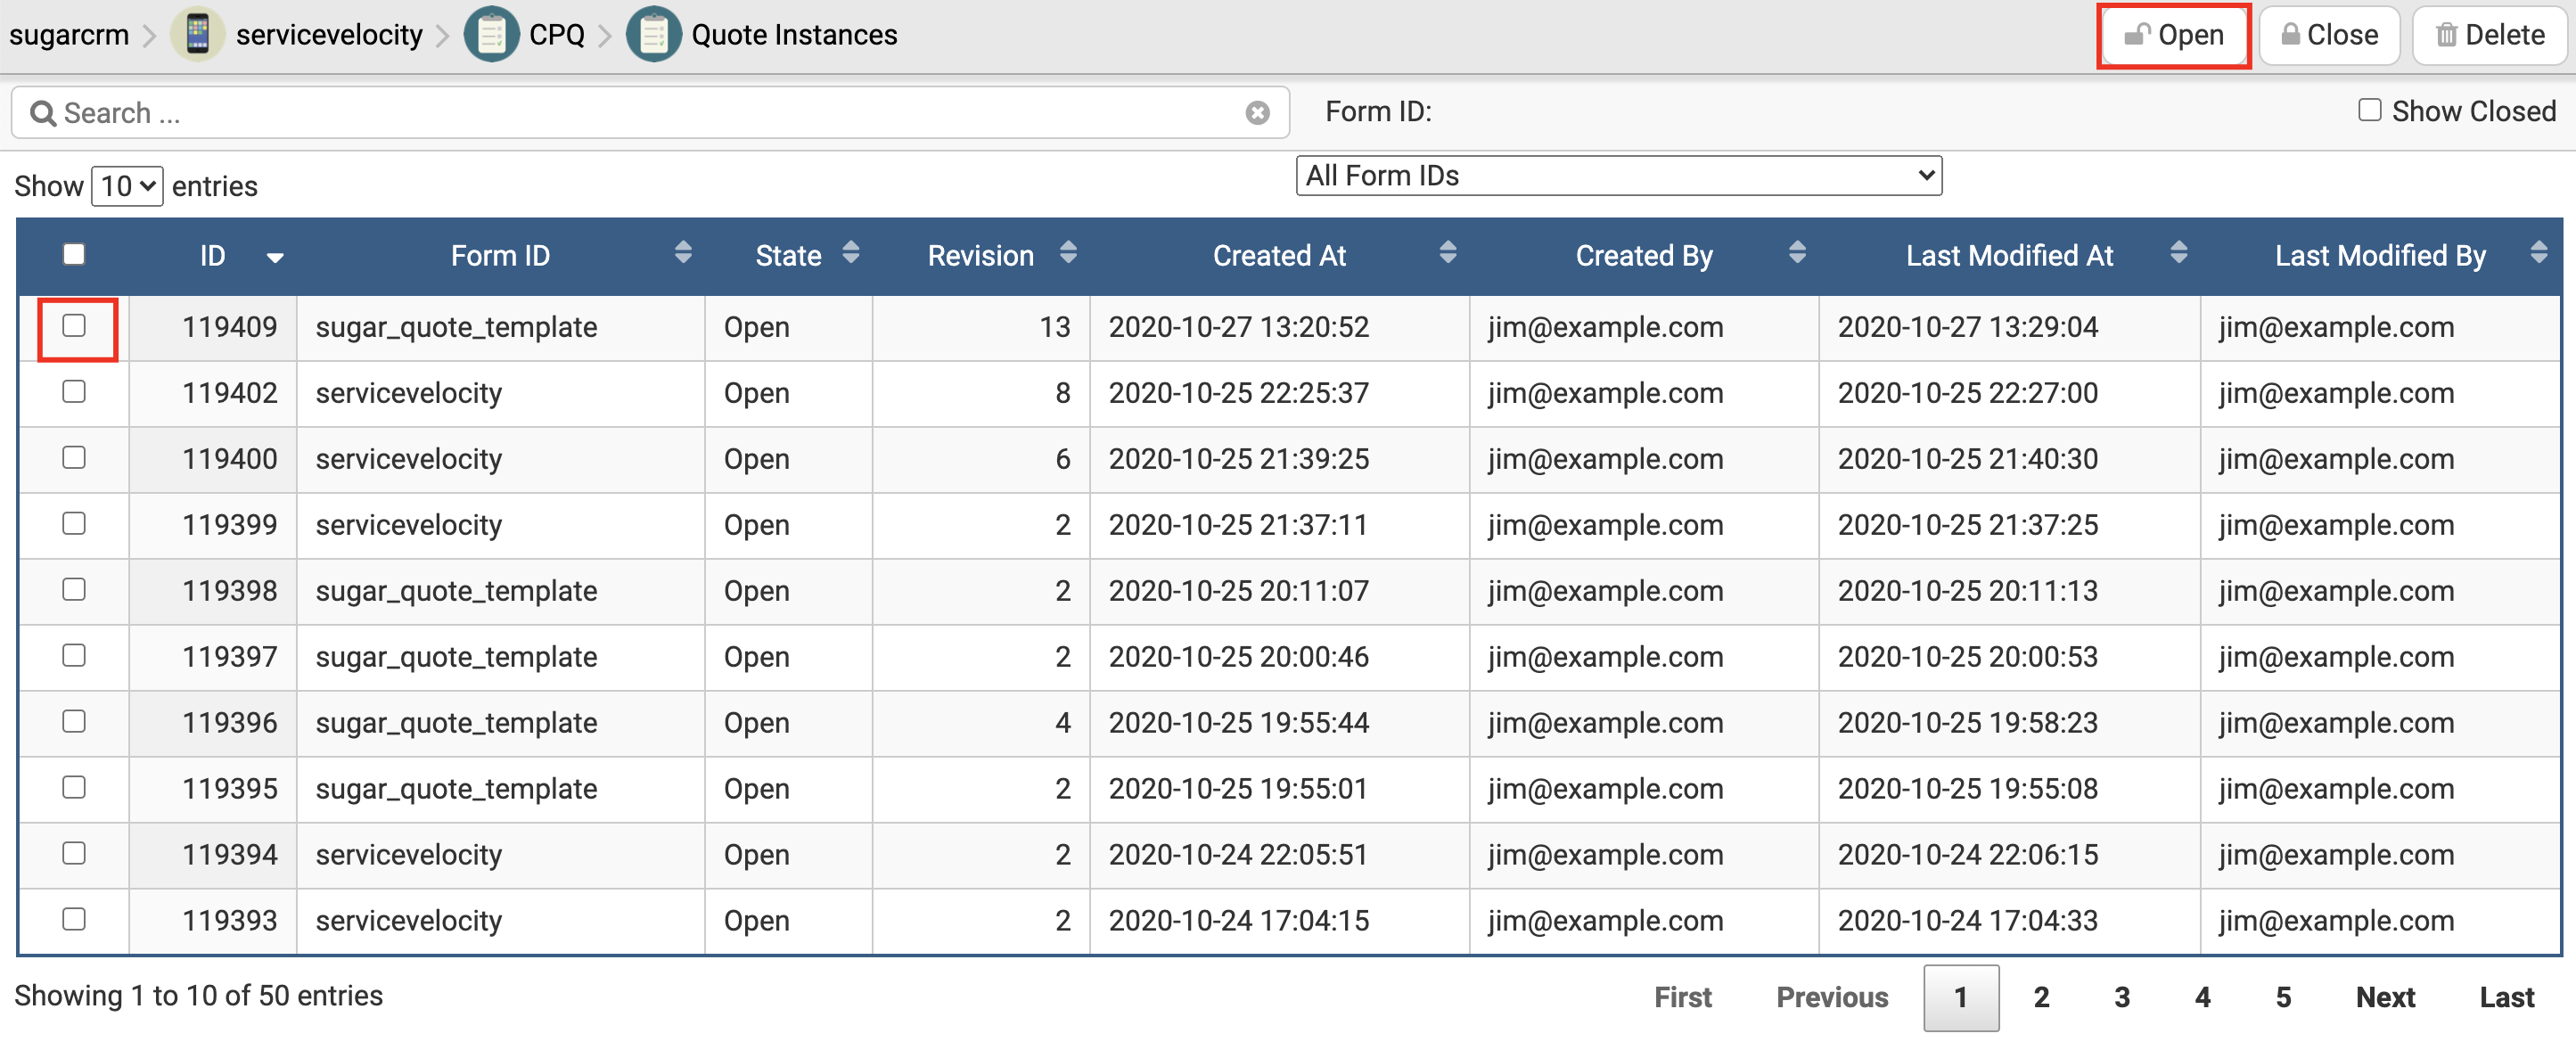 sugarcrm servicevelocity CPQ Quote Instances Open Close Delete
Search ... Form ID: Show Closed
Show 10 entries All Form IDs
ID Form ID State Revision Created At Created By Last Modified At Last Modified By
119409 sugar_quote_template Open 13 2020-10-27 13:20:52 jim@example.com 2020-10-27 13:29:04 jim@example.com
119402 servicevelocity Open 8 2020-10-25 22:25:37 jim@example.com 2020-10-25 22:27:00 jim@example.com
119400 servicevelocity Open 6 2020-10-25 21:39:25 jim@example.com 2020-10-25 21:40:30 jim@example.com
119399 servicevelocity Open 2 2020-10-25 21:37:11 jim@example.com 2020-10-25 21:37:25 jim@example.com
119398 sugar_quote_template Open 2 2020-10-25 20:11:07 jim@example.com 2020-10-25 20:11:13 jim@example.com
119397 sugar_quote_template Open 2 2020-10-25 20:00:46 jim@example.com 2020-10-25 20:00:53 jim@example.com
119396 sugar_quote_template Open 4 2020-10-25 19:55:44 jim@example.com 2020-10-25 19:58:23 jim@example.com
119395 sugar_quote_template Open 2 2020-10-25 19:55:01 jim@example.com 2020-10-25 19:55:08 jim@example.com
119394 servicevelocity Open 2 2020-10-24 22:05:51 jim@example.com 2020-10-24 22:06:15 jim@example.com
119393 servicevelocity Open 2 2020-10-24 17:04:15 jim@example.com 2020-10-24 17:04:33 jim@example.com
Showing 1 to 10 of 50 entries First Previous 1 2 3 4 5 Next Last